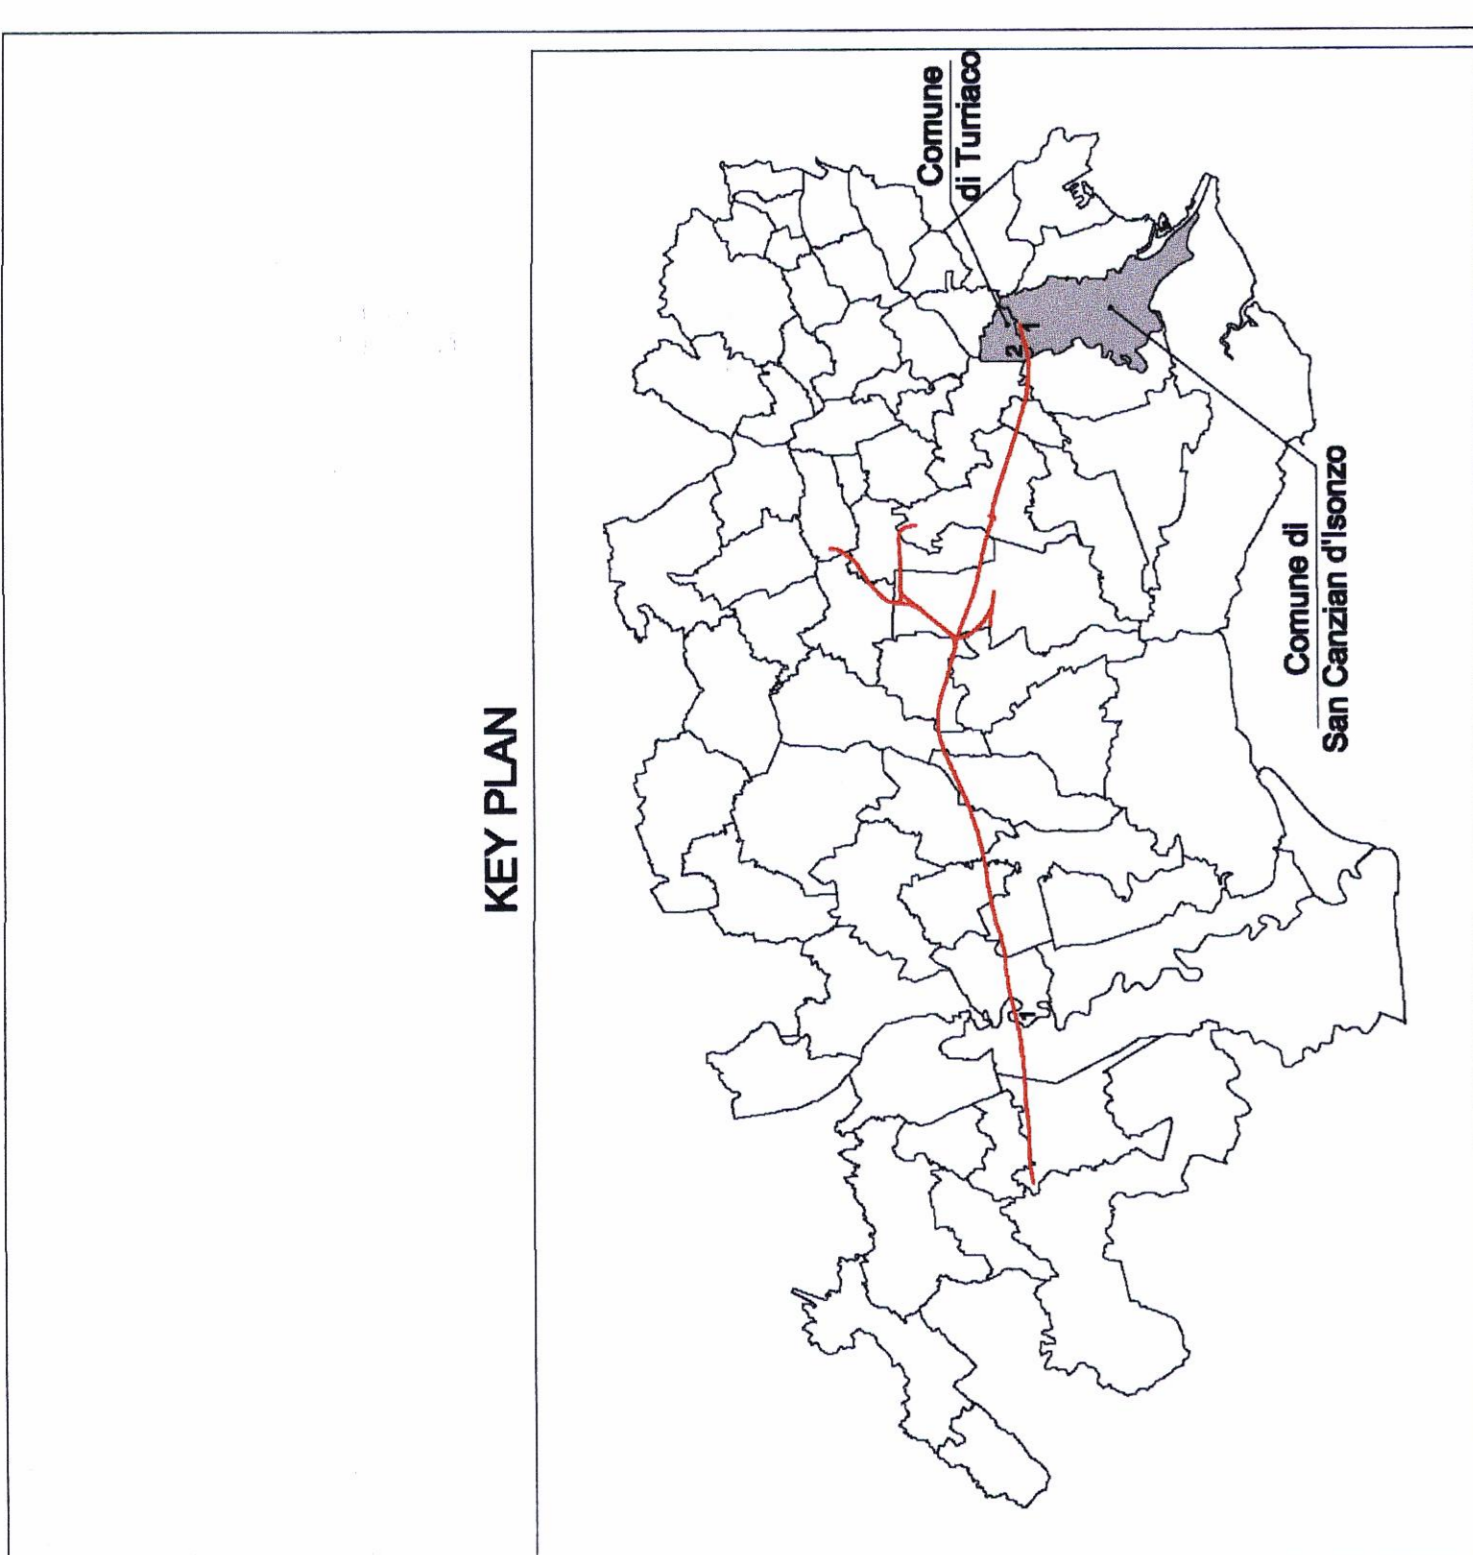 KEY PLAN
Comune
di Turriaco
2
1
1
Comune di
San Canzian d'Isonzo